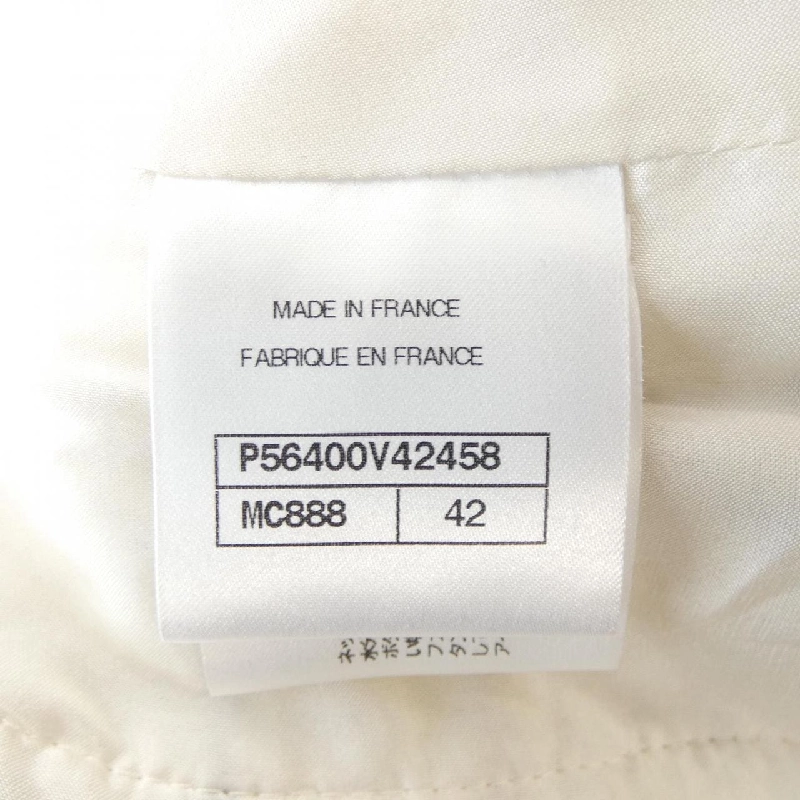 MADE IN FRANCE
FABRIQUE EN FRANCE
P56400V42458
MC888 42